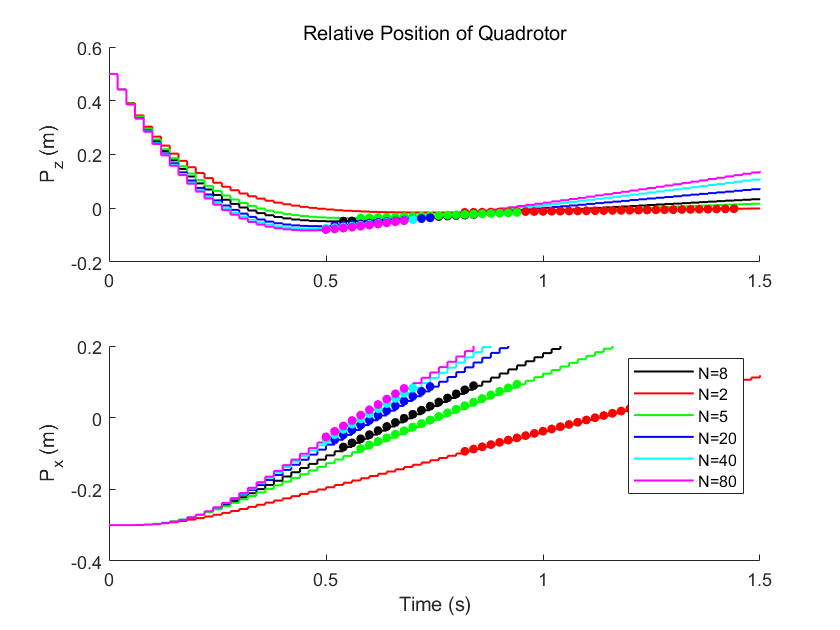 Relative Position of Quadrotor
P_z (m)
0.6
0.4
0.2
0
-0.2
0
0.5
1
1.5
P_x (m)
0.2
0
-0.2
-0.4
0
0.5
1
1.5
Time (s)
N=8
N=2
N=5
N=20
N=40
N=80